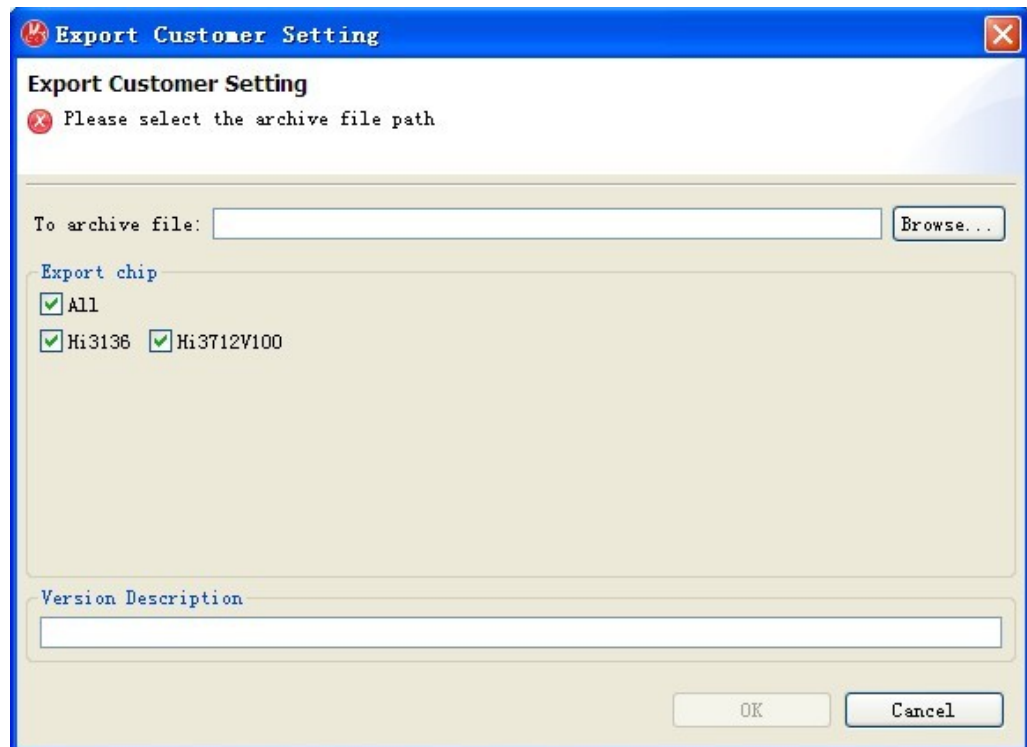 Export Customer Setting
Export Customer Setting
Please select the archive file path
To archive file: Browse...
Export chip
All
Hi3136 Hi3712V100
Version Description
OK Cancel